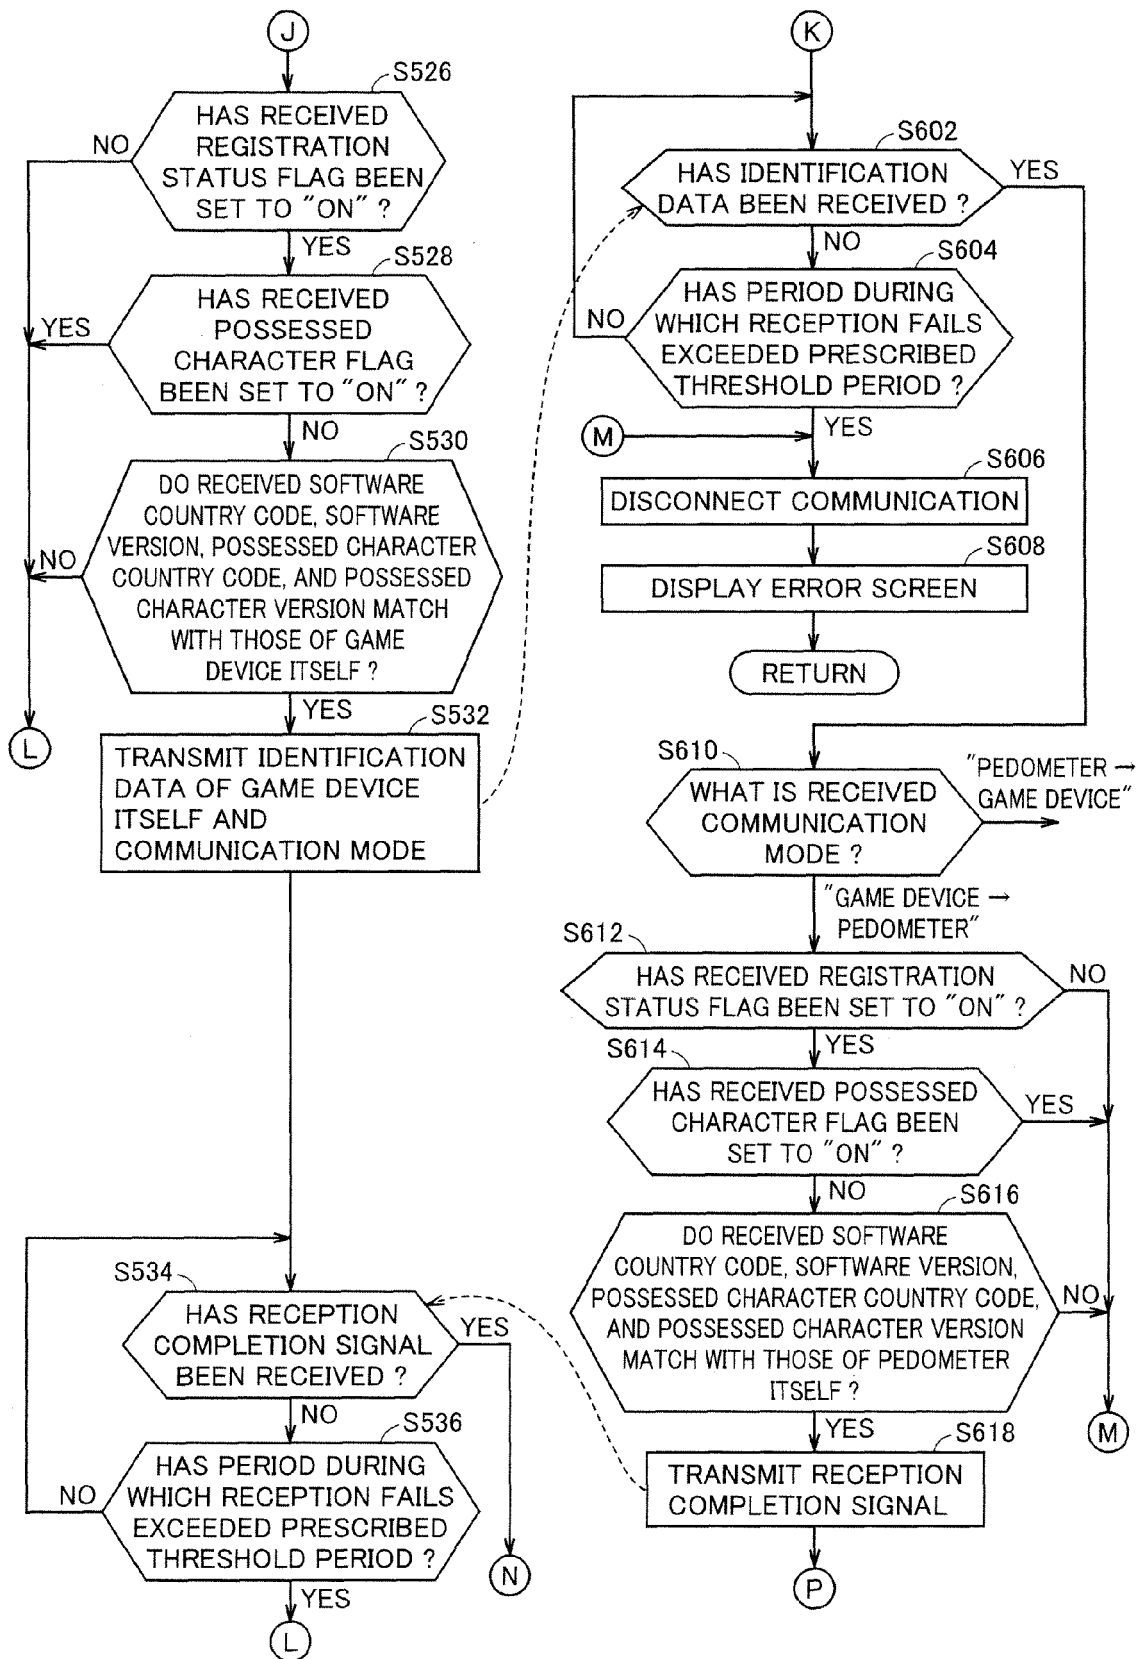 J
S526
HAS RECEIVED
REGISTRATION
STATUS FLAG BEEN
SET TO "ON" ?
NO
YES
S528
HAS RECEIVED
POSSESSED
CHARACTER FLAG
BEEN SET TO "ON" ?
YES
NO
S530
DO RECEIVED SOFTWARE
COUNTRY CODE, SOFTWARE
VERSION, POSSESSED CHARACTER
COUNTRY CODE, AND POSSESSED
CHARACTER VERSION MATCH
WITH THOSE OF GAME
DEVICE ITSELF ?
NO
YES
L
S532
TRANSMIT IDENTIFICATION
DATA OF GAME DEVICE
ITSELF AND
COMMUNICATION MODE
S534
HAS RECEPTION
COMPLETION SIGNAL
BEEN RECEIVED ?
YES
NO
S536
HAS PERIOD DURING
WHICH RECEPTION FAILS
EXCEEDED PRESCRIBED
THRESHOLD PERIOD ?
NO
YES
N
L
K
S602
HAS IDENTIFICATION
DATA BEEN RECEIVED ?
YES
NO
S604
HAS PERIOD DURING
WHICH RECEPTION FAILS
EXCEEDED PRESCRIBED
THRESHOLD PERIOD ?
NO
M
YES
S606
DISCONNECT COMMUNICATION
S608
DISPLAY ERROR SCREEN
RETURN
S610
WHAT IS RECEIVED
COMMUNICATION
MODE ?
"PEDOMETER →
GAME DEVICE"
"GAME DEVICE →
PEDOMETER"
S612
HAS RECEIVED REGISTRATION
STATUS FLAG BEEN SET TO "ON" ?
NO
YES
S614
HAS RECEIVED POSSESSED
CHARACTER FLAG BEEN
SET TO "ON" ?
YES
NO
S616
DO RECEIVED SOFTWARE
COUNTRY CODE, SOFTWARE VERSION,
POSSESSED CHARACTER COUNTRY CODE,
AND POSSESSED CHARACTER VERSION
MATCH WITH THOSE OF PEDOMETER
ITSELF ?
NO
YES
M
S618
TRANSMIT RECEPTION
COMPLETION SIGNAL
P